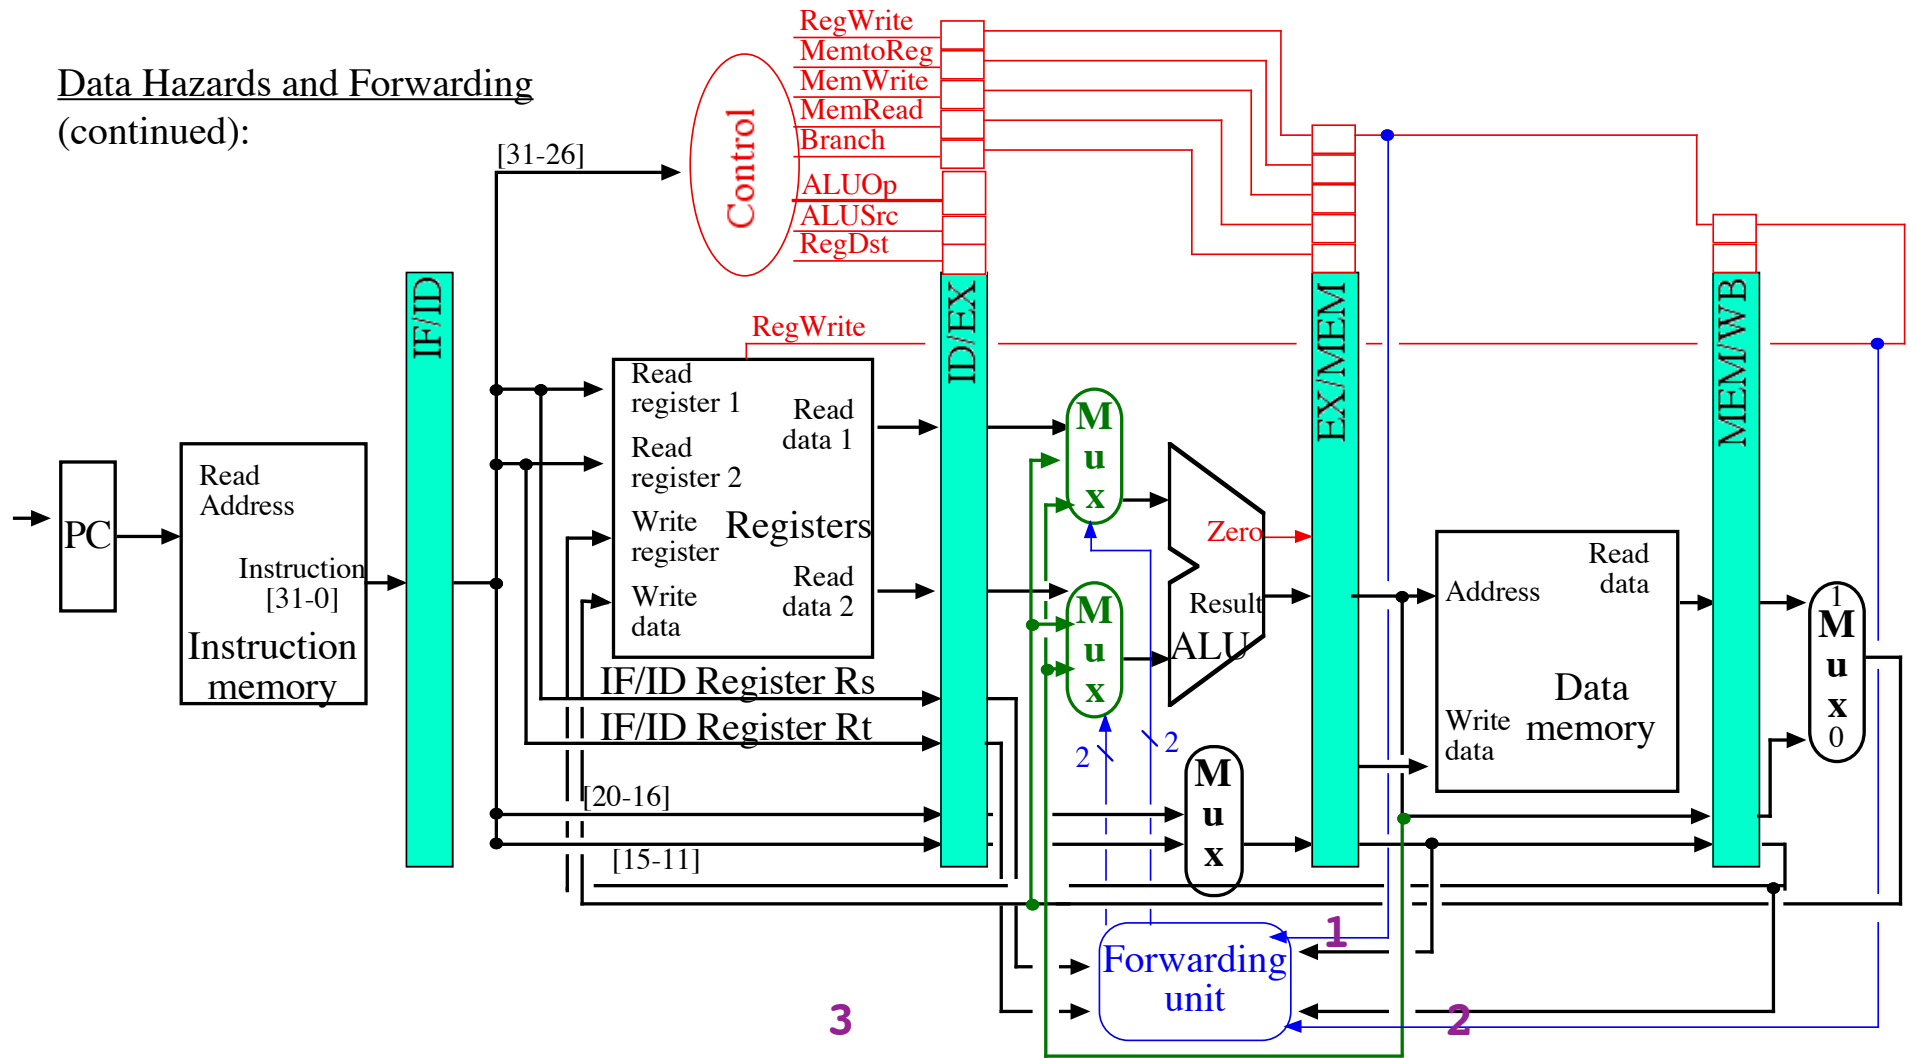 Data Hazards and Forwarding
(continued):
RegWrite
MemtoReg
MemWrite
MemRead
Branch
ALUOp
ALUSrc
RegDst
Control
[31-26]
IF/ID
ID/EX
EX/MEM
MEM/WB
RegWrite
PC
Read
Address
Instruction
[31-0]
Instruction
memory
Read
register 1
Read
register 2
Write
register
Write
data
Read
data 1
Registers
Read
data 2
IF/ID Register Rs
IF/ID Register Rt
[20-16]
[15-11]
M
u
x
M
u
x
2
2
Zero
Result
ALU
M
u
x
Address
Read
data
Write
data
Data
memory
1
M
u
x
0
Forwarding
unit
1
2
3